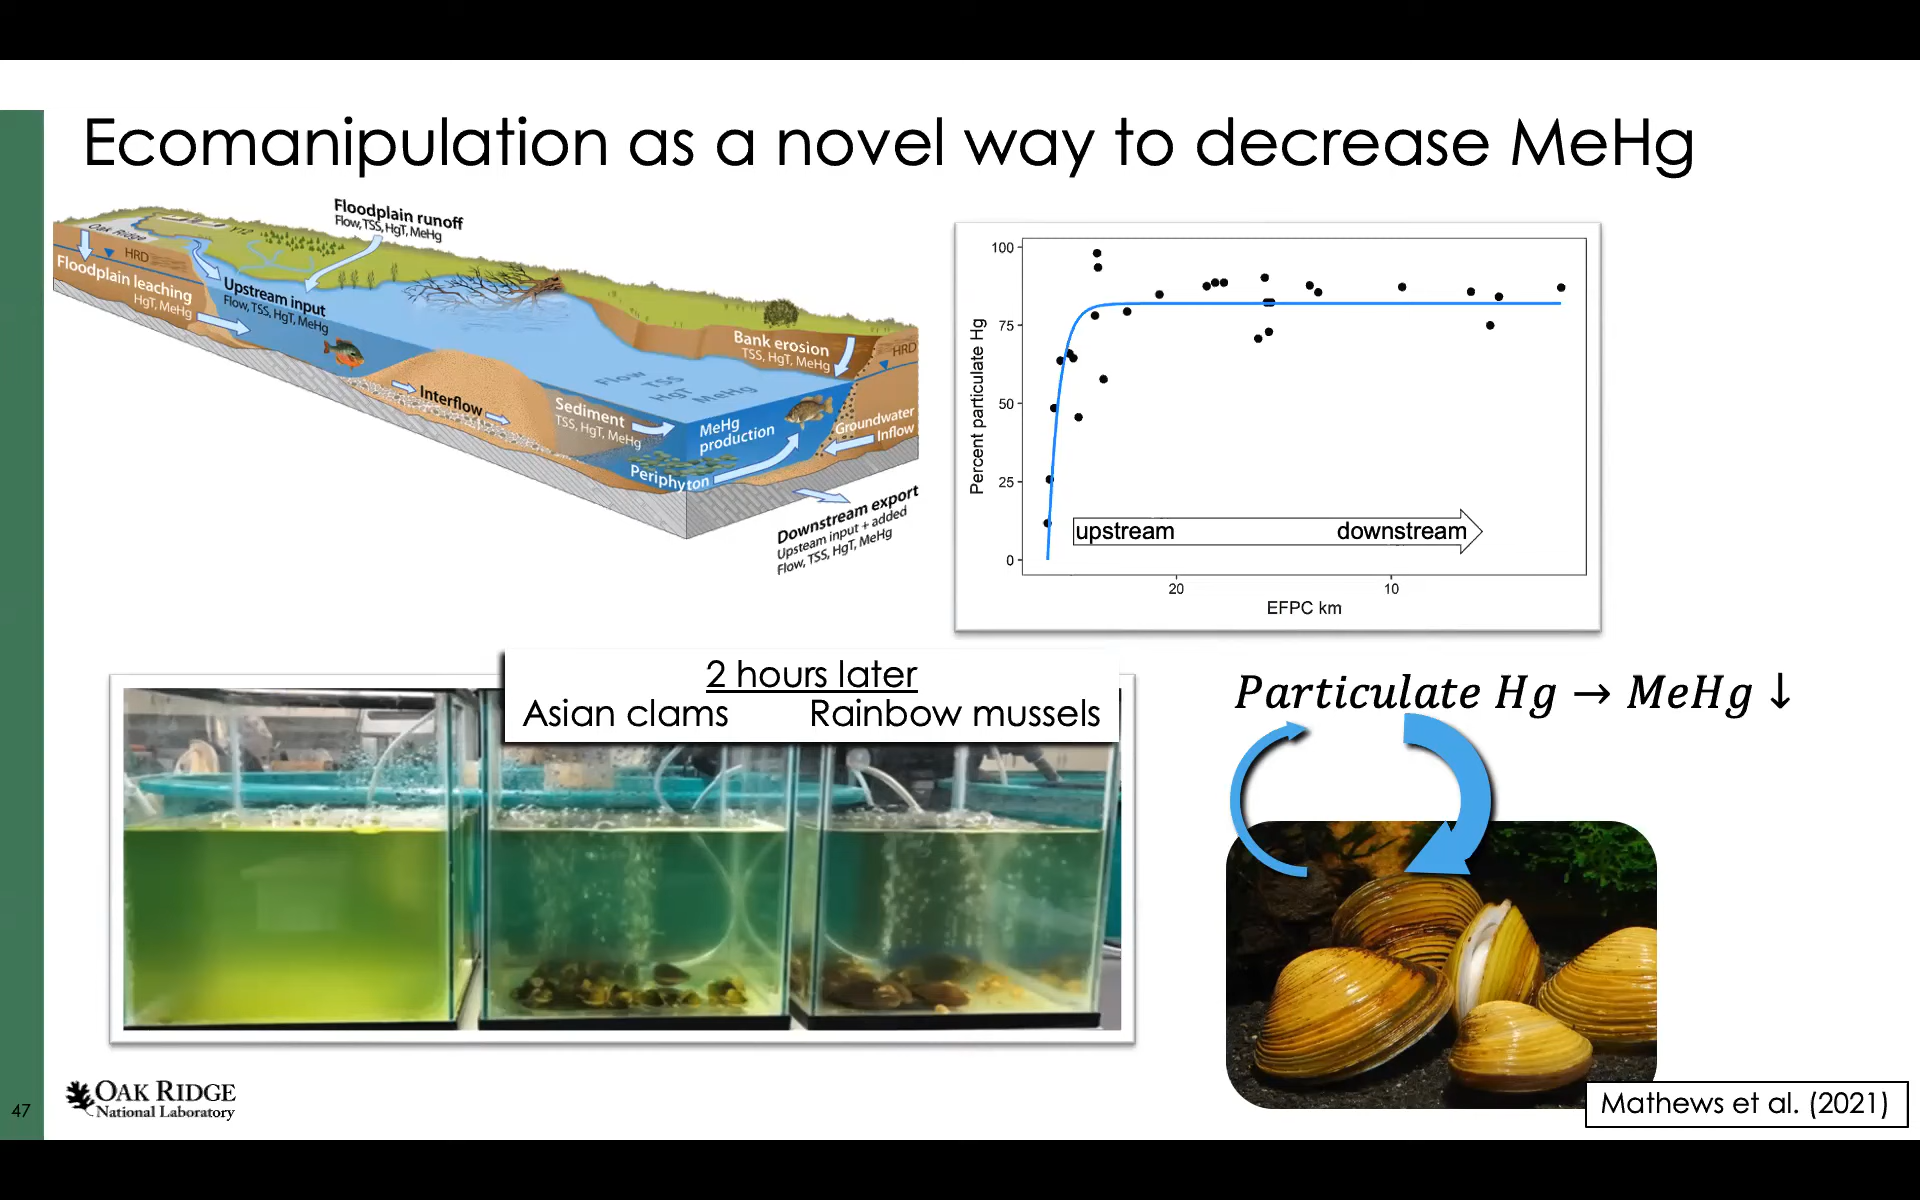 Ecomanipulation as a novel way to decrease MeHg
Floodplain runoff
Flow, TSS, HgT, MeHg
Oak Ridge
Y12
HRD
Floodplain leaching
HgT, MeHg
Upstream input
Flow, TSS, HgT, MeHg
Interflow
Bank erosion
TSS, HgT, MeHg
HRD
Flow
TSS
HgT MeHg
Sediment
TSS, HgT, MeHg
MeHg
production
Groundwater
Inflow
Periphyton
Downstream export
Upsteam input + added
Flow, TSS, HgT, MeHg
Percent particulate Hg
100
75
50
25
0
upstream downstream
20 10
EFPC km
2 hours later
Asian clams Rainbow mussels
Particulate Hg → MeHg ↓
Mathews et al. (2021)
47
OAK RIDGE
National Laboratory